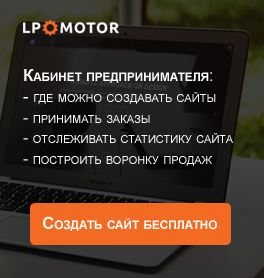 LPMOTOR
Кабинет предпринимателя:
- где можно создавать сайты
- принимать заказы
- отслеживать статистику сайта
- построить воронку продаж
Создать сайт бесплатно